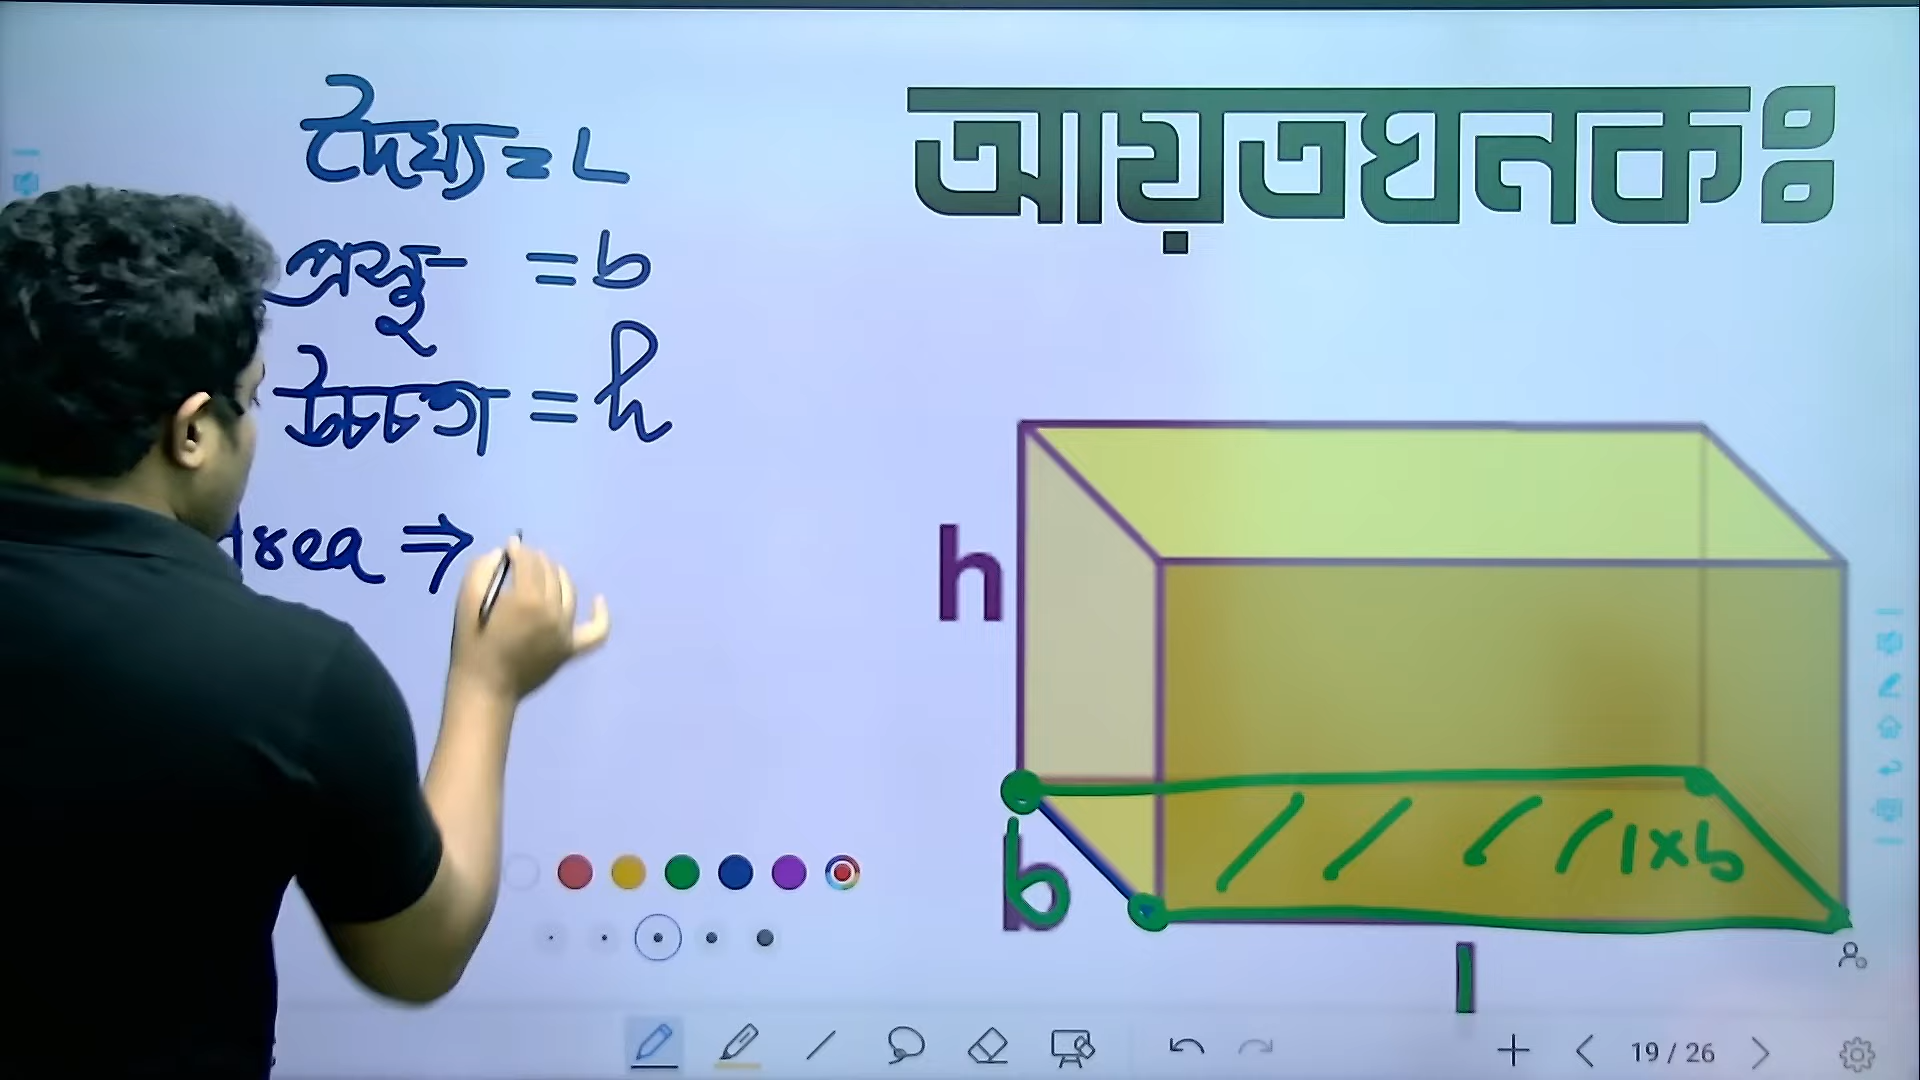 আয়তঘনকঃ
দৈঘ্য = L
প্রস্থ = b
উচ্চতা = h
Area ⇒
h
b
l
l×b
19 / 26